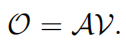 𝒪 = 𝒜𝒱.